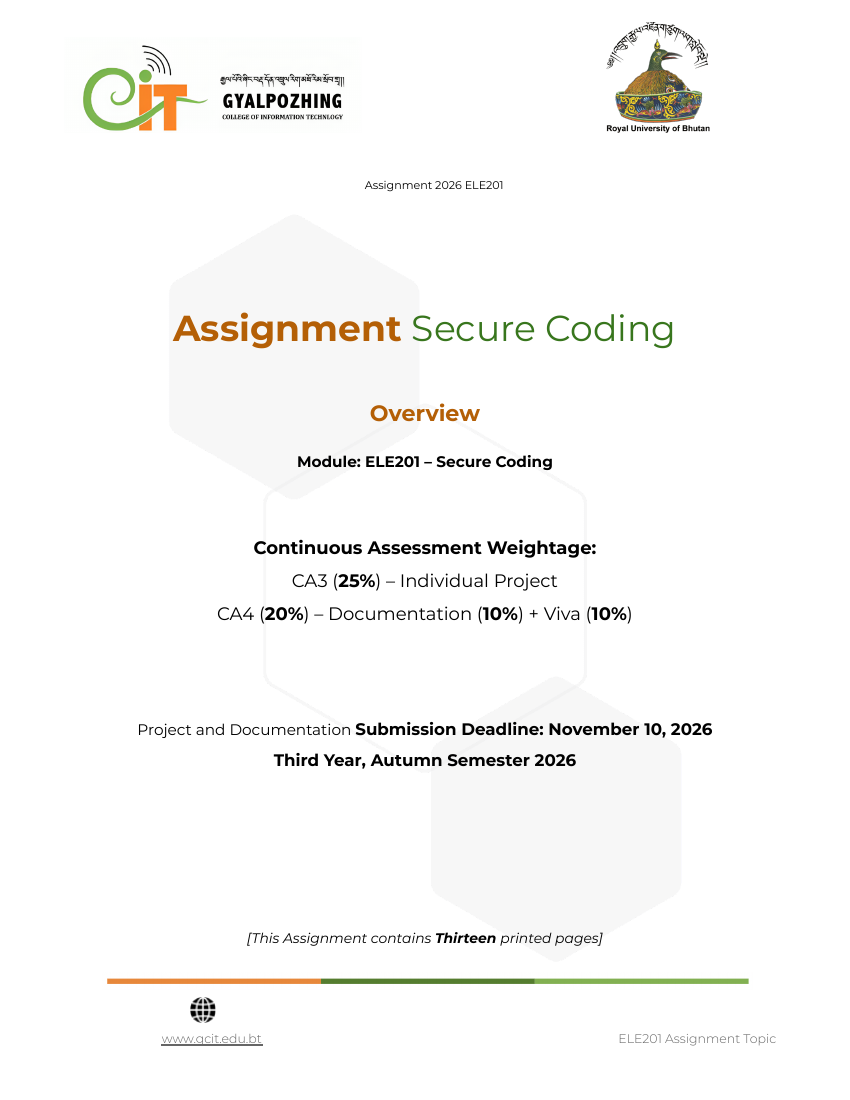 GCiT
GYALPOZHING
COLLEGE OF INFORMATION TECHNLOGY
Royal University of Bhutan
Assignment 2026 ELE201
Assignment Secure Coding
Overview
Module: ELE201 – Secure Coding
Continuous Assessment Weightage:
CA3 (25%) – Individual Project
CA4 (20%) – Documentation (10%) + Viva (10%)
Project and Documentation Submission Deadline: November 10, 2026
Third Year, Autumn Semester 2026
[This Assignment contains Thirteen printed pages]
www.gcit.edu.bt
ELE201 Assignment Topic